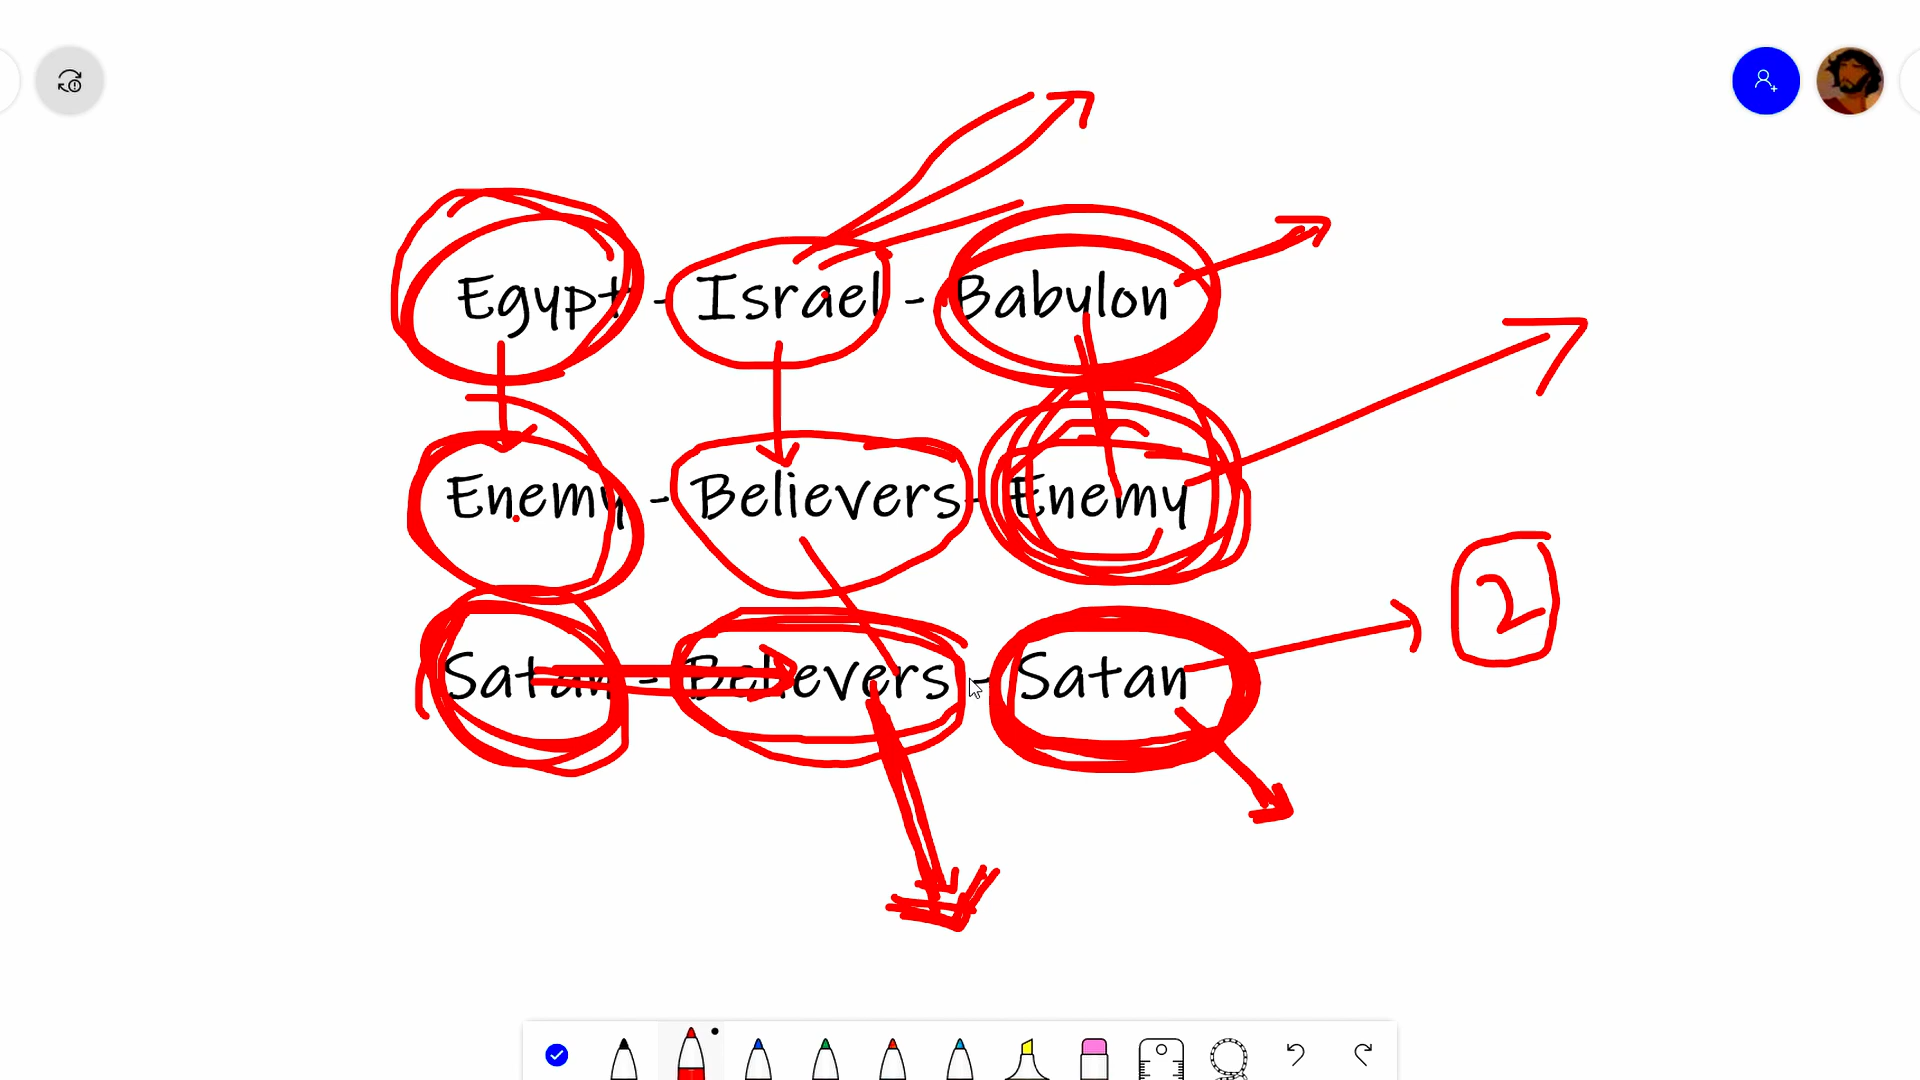 Egypt - Israel - Babylon
Enemy - Believers - Enemy
2
Satan - Believers - Satan